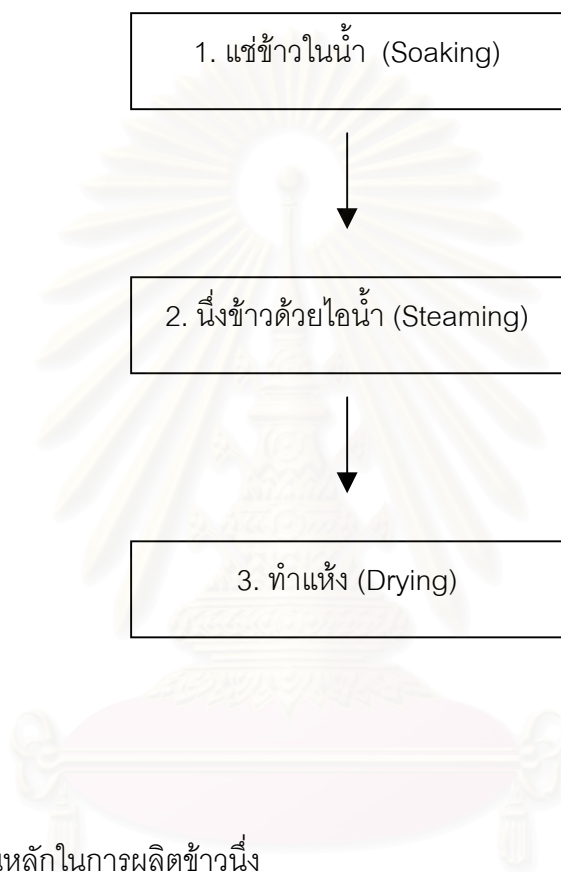 1. แช่ข้าวในน้ำ (Soaking)
2. นึ่งข้าวด้วยไอน้ำ (Steaming)
3. ทำแห้ง (Drying)
นหลักในการผลิตข้าวนึ่ง